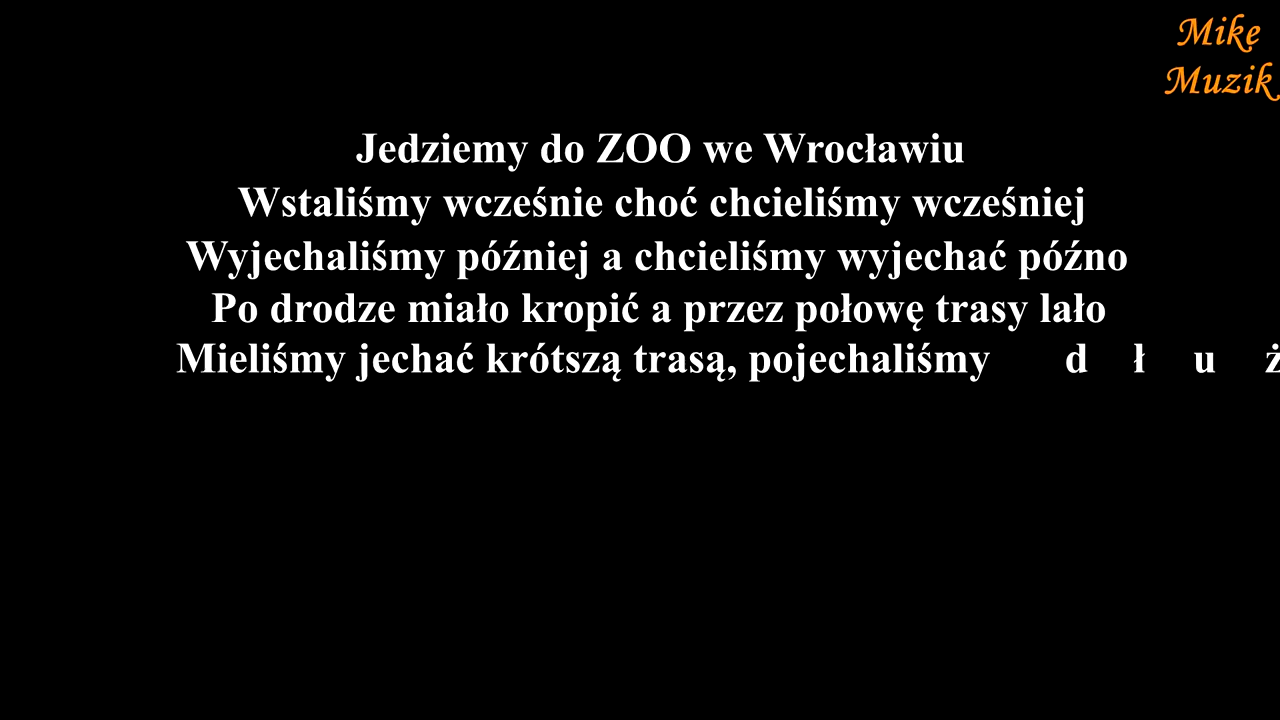 Mike
Muzik
Jedziemy do ZOO we Wrocławiu
Wstaliśmy wcześnie choć chcieliśmy wcześniej
Wyjechaliśmy później a chcieliśmy wyjechać późno
Po drodze miało kropić a przez połowę trasy lało
Mieliśmy jechać krótszą trasą, pojechaliśmy d ł u ż